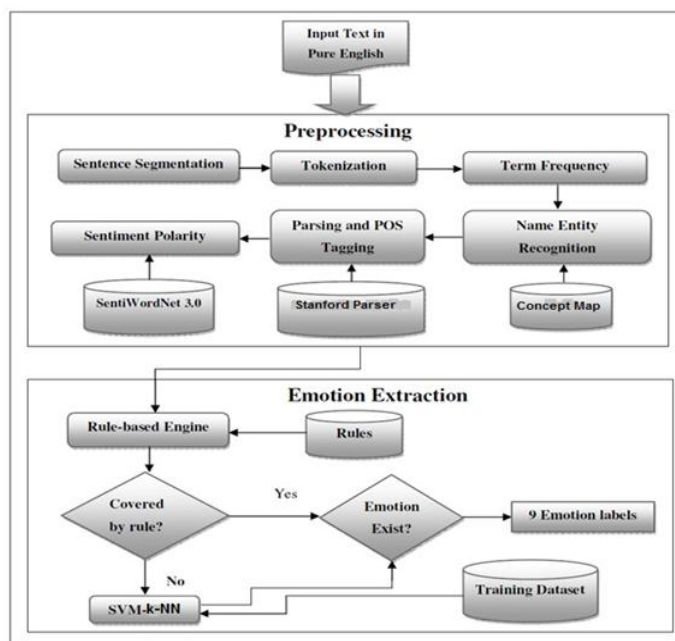 Input Text in
Pure English
Preprocessing
Sentence Segmentation
Tokenization
Term Frequency
Sentiment Polarity
Parsing and POS
Tagging
Name Entity
Recognition
SentiWordNet 3.0
Stanford Parser
Concept Map
Emotion Extraction
Rule-based Engine
Rules
Covered
by rule?
Yes
Emotion
Exist?
9 Emotion labels
No
SVM-k-NN
Training Dataset